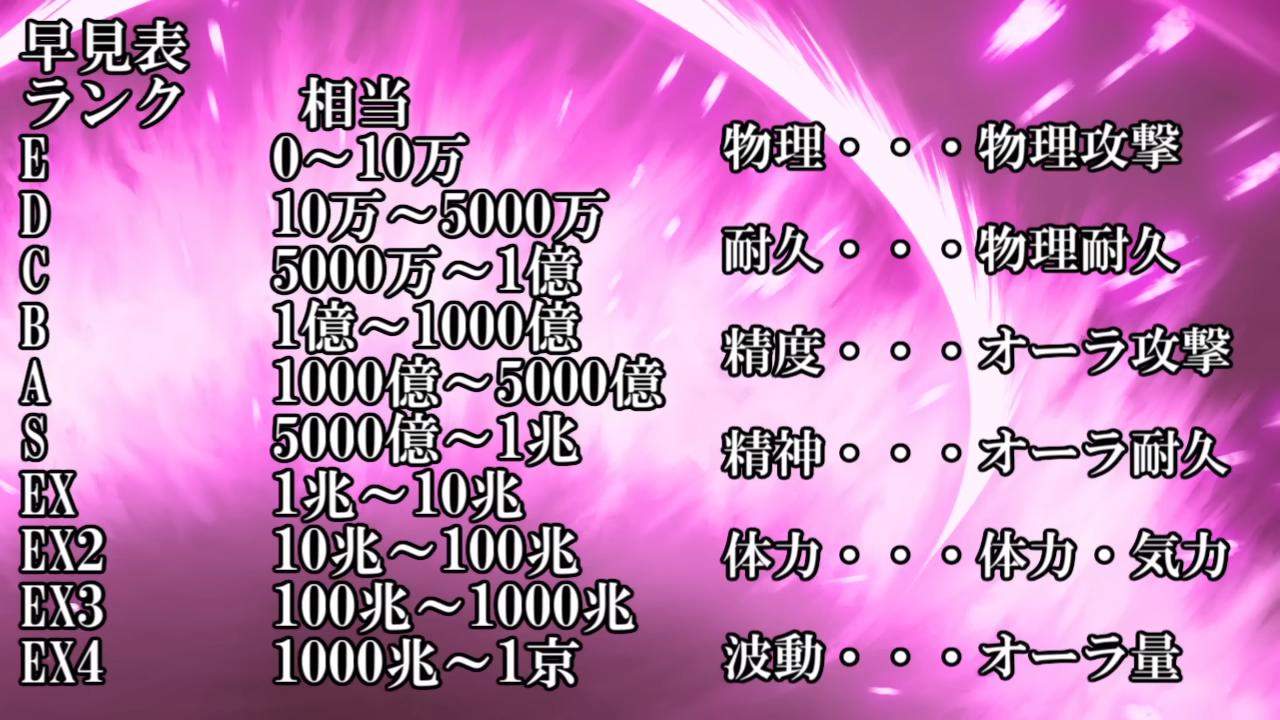 早見表
ランク　相当
E　0～10万
D　10万～5000万
C　5000万～1億
B　1億～1000億
A　1000億～5000億
S　5000億～1兆
EX　1兆～10兆
EX2　10兆～100兆
EX3　100兆～1000兆
EX4　1000兆～1京
物理・・・物理攻撃
耐久・・・物理耐久
精度・・・オーラ攻撃
精神・・・オーラ耐久
体力・・・体力・気力
波動・・・オーラ量